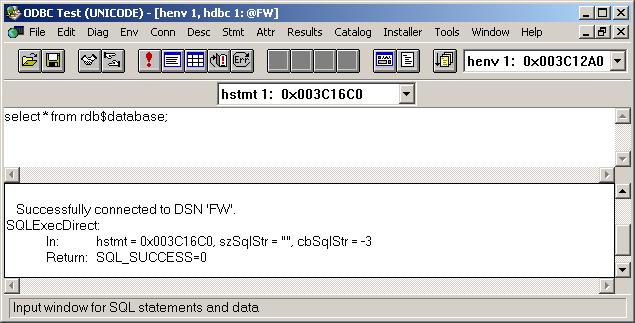 ODBC Test (UNICODE) - [henv 1, hdbc 1: @FW]
File Edit Diag Env Conn Desc Stmt Attr Results Catalog Installer Tools Window Help
Err henv 1: 0x003C12A0
hstmt 1: 0x003C16C0
select * from rdb$database;
Successfully connected to DSN 'FW'.
SQLExecDirect:
In: hstmt = 0x003C16C0, szSqlStr = "", cbSqlStr = -3
Return: SQL_SUCCESS=0
Input window for SQL statements and data